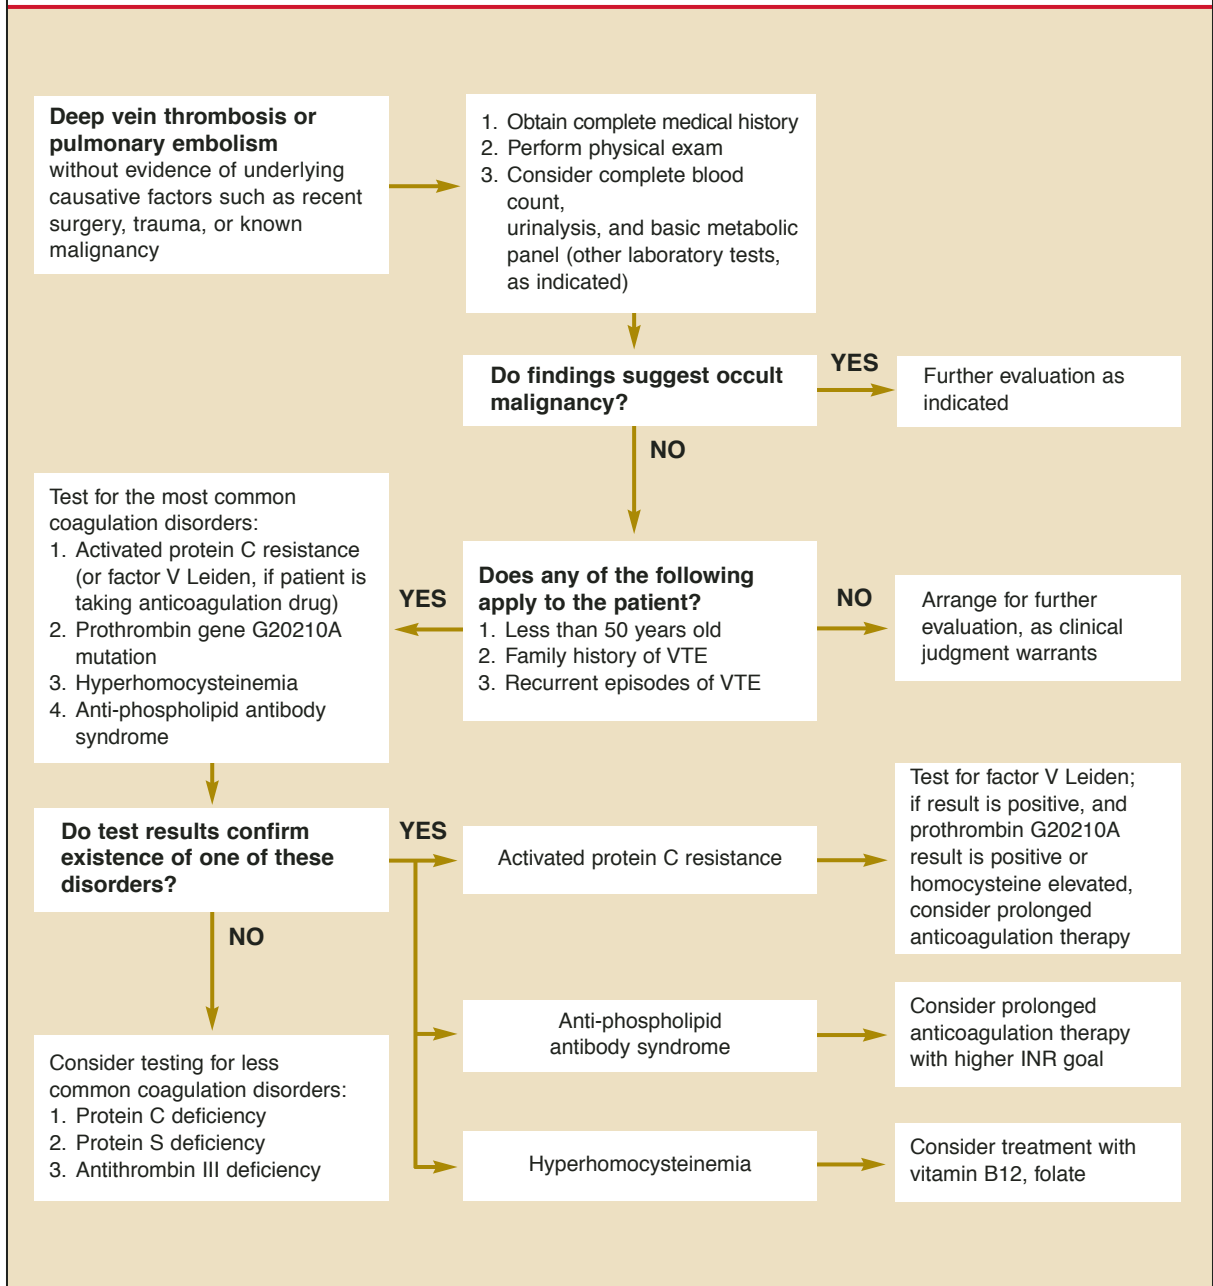 Deep vein thrombosis or
pulmonary embolism
without evidence of underlying
causative factors such as recent
surgery, trauma, or known
malignancy
1. Obtain complete medical history
2. Perform physical exam
3. Consider complete blood
count,
urinalysis, and basic metabolic
panel (other laboratory tests,
as indicated)
Do findings suggest occult
malignancy?
YES
Further evaluation as
indicated
NO
Does any of the following
apply to the patient?
1. Less than 50 years old
2. Family history of VTE
3. Recurrent episodes of VTE
NO
Arrange for further
evaluation, as clinical
judgment warrants
YES
Test for the most common
coagulation disorders:
1. Activated protein C resistance
(or factor V Leiden, if patient is
taking anticoagulation drug)
2. Prothrombin gene G20210A
mutation
3. Hyperhomocysteinemia
4. Anti-phospholipid antibody
syndrome
Do test results confirm
existence of one of these
disorders?
YES
Activated protein C resistance
Test for factor V Leiden;
if result is positive, and
prothrombin G20210A
result is positive or
homocysteine elevated,
consider prolonged
anticoagulation therapy
Anti-phospholipid
antibody syndrome
Consider prolonged
anticoagulation therapy
with higher INR goal
Hyperhomocysteinemia
Consider treatment with
vitamin B12, folate
NO
Consider testing for less
common coagulation disorders:
1. Protein C deficiency
2. Protein S deficiency
3. Antithrombin III deficiency